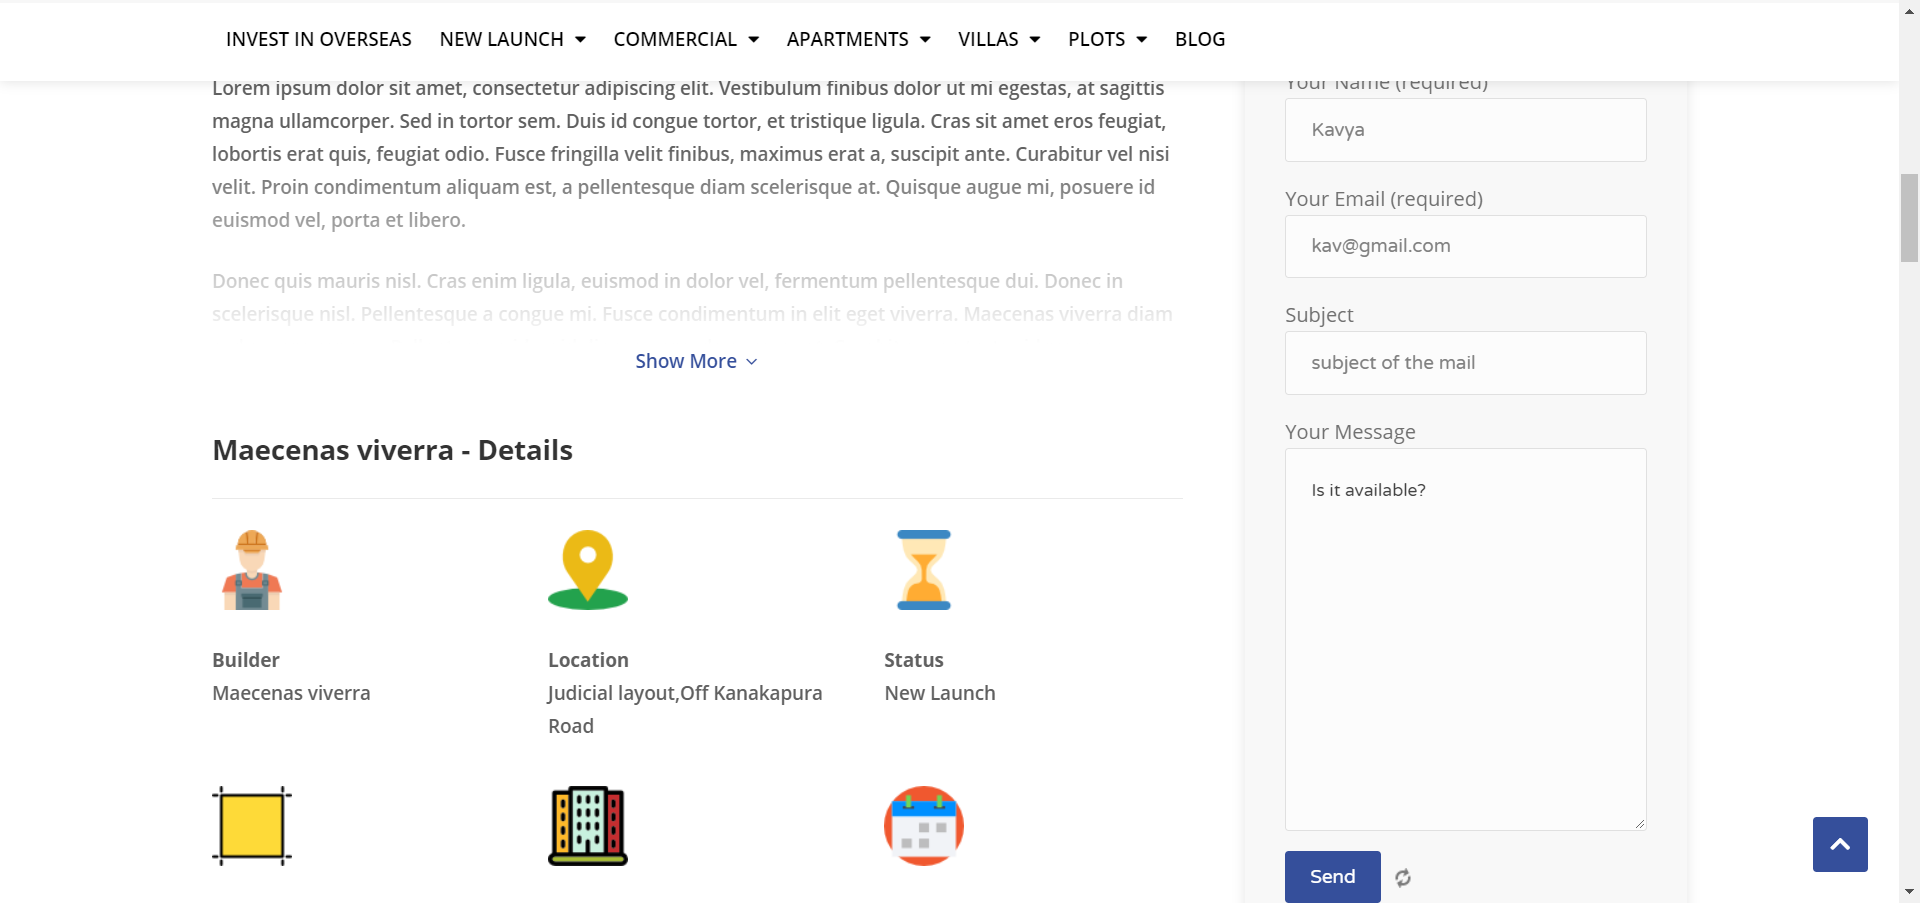 INVEST IN OVERSEAS NEW LAUNCH COMMERCIAL APARTMENTS VILLAS PLOTS BLOG
Lorem ipsum dolor sit amet, consectetur adipiscing elit. Vestibulum finibus dolor ut mi egestas, at sagittis
magna ullamcorper. Sed in tortor sem. Duis id congue tortor, et tristique ligula. Cras sit amet eros feugiat,
lobortis erat quis, feugiat odio. Fusce fringilla velit finibus, maximus erat a, suscipit ante. Curabitur vel nisi
velit. Proin condimentum aliquam est, a pellentesque diam scelerisque at. Quisque augue mi, posuere id
euismod vel, porta et libero.
Donec quis mauris nisl. Cras enim ligula, euismod in dolor vel, fermentum pellentesque dui. Donec in
scelerisque nisl. Pellentesque a congue mi. Fusce condimentum in elit eget viverra. Maecenas viverra diam
Show More
Maecenas viverra - Details
Builder
Maecenas viverra
Location
Judicial layout,Off Kanakapura
Road
Status
New Launch
Your Name (required)
Kavya
Your Email (required)
kav@gmail.com
Subject
subject of the mail
Your Message
Is it available?
Send